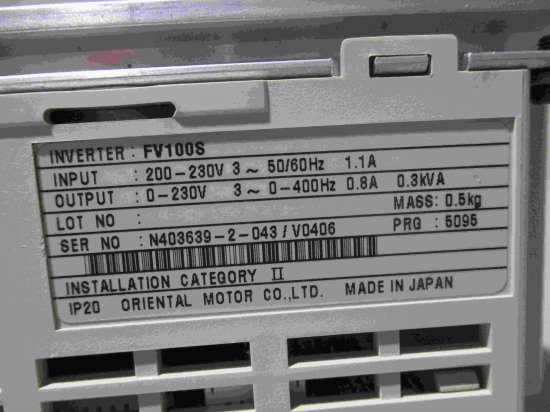 INVERTER : FV100S
INPUT : 200-230V 3~ 50/60Hz 1.1A
OUTPUT : 0-230V 3~ 0-400Hz 0.8A 0.3kVA
LOT NO : MASS: 0.5kg
SER NO : N403639-2-043/V0406 PRG : 5095
INSTALLATION CATEGORY II
IP20 ORIENTAL MOTOR CO.,LTD. MADE IN JAPAN